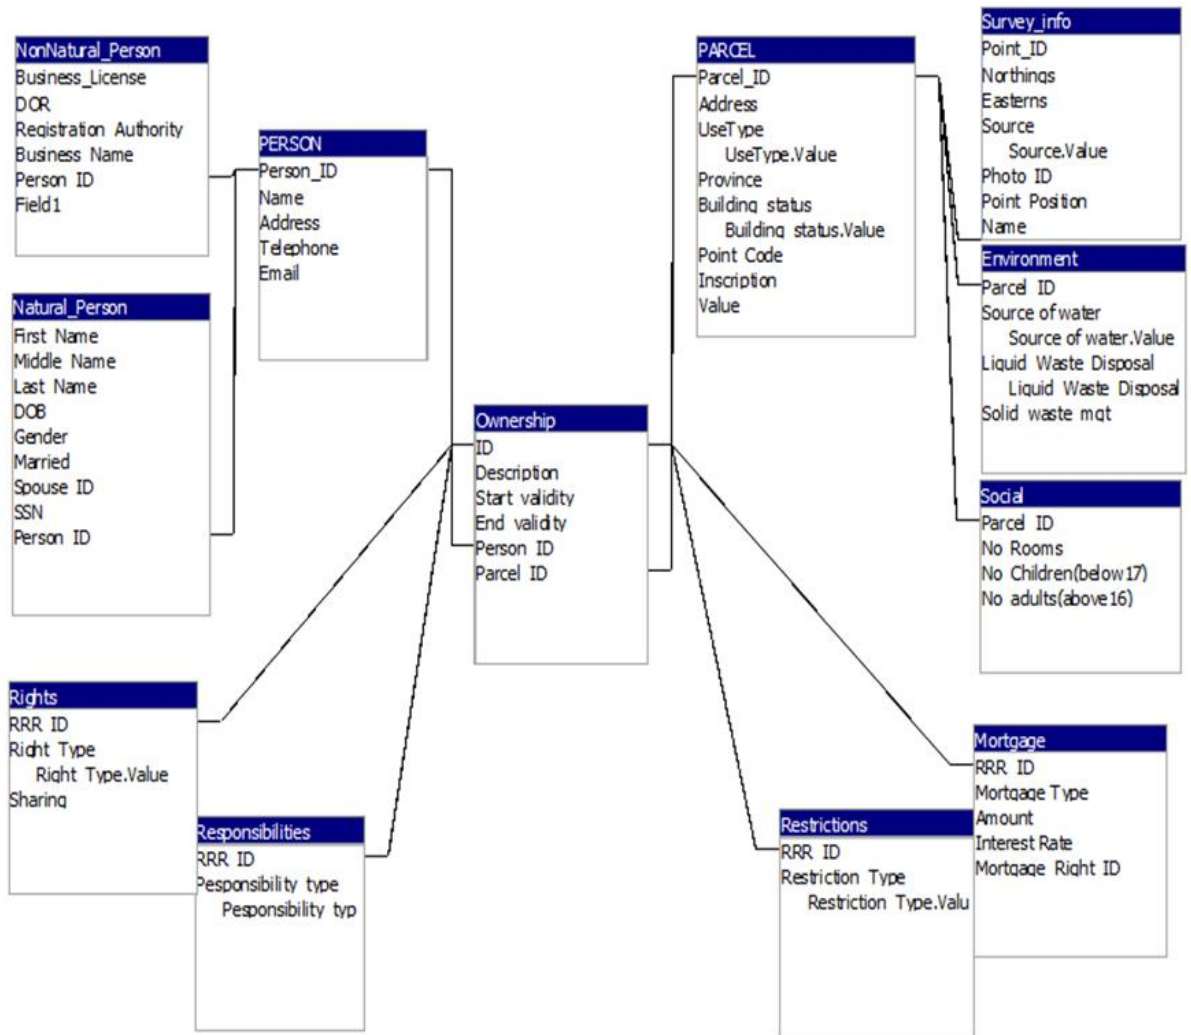 NonNatural_Person
Business_License
DOR
Registration Authority
Business Name
Person ID
Field1
PERSON
Person_ID
Name
Address
Telephone
Email
Natural_Person
First Name
Middle Name
Last Name
DOB
Gender
Married
Spouse ID
SSN
Person ID
Ownership
ID
Description
Start validity
End validity
Person ID
Parcel ID
PARCEL
Parcel_ID
Address
UseType
UseType.Value
Province
Building status
Building status.Value
Point Code
Inscription
Value
Survey_info
Point_ID
Northings
Easterns
Source
Source.Value
Photo ID
Point Position
Name
Environment
Parcel ID
Source of water
Source of water.Value
Liquid Waste Disposal
Liquid Waste Disposal
Solid waste mgt
Social
Parcel ID
No Rooms
No Children(below17)
No adults(above16)
Rights
RRR ID
Right Type
Right Type.Value
Sharing
Responsibilities
RRR ID
Pesponsibility type
Pesponsibility typ
Restrictions
RRR ID
Restriction Type
Restriction Type.Valu
Mortgage
RRR ID
Mortgage Type
Amount
Interest Rate
Mortgage Right ID